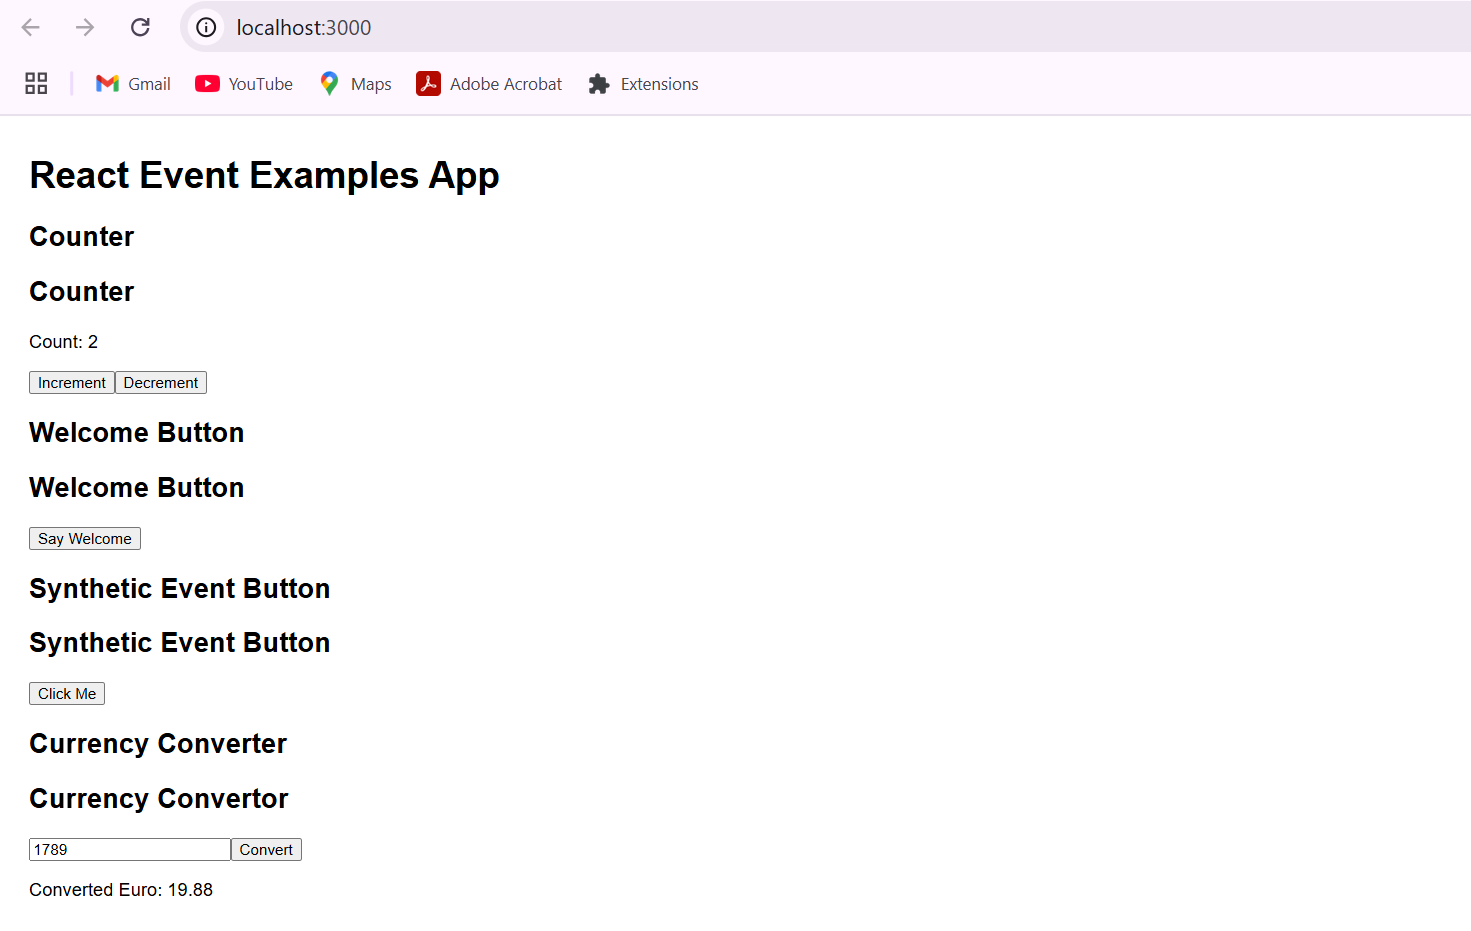 localhost:3000
Gmail YouTube Maps Adobe Acrobat Extensions
React Event Examples App
Counter
Counter
Count: 2
Increment Decrement
Welcome Button
Welcome Button
Say Welcome
Synthetic Event Button
Synthetic Event Button
Click Me
Currency Converter
Currency Convertor
1789 Convert
Converted Euro: 19.88